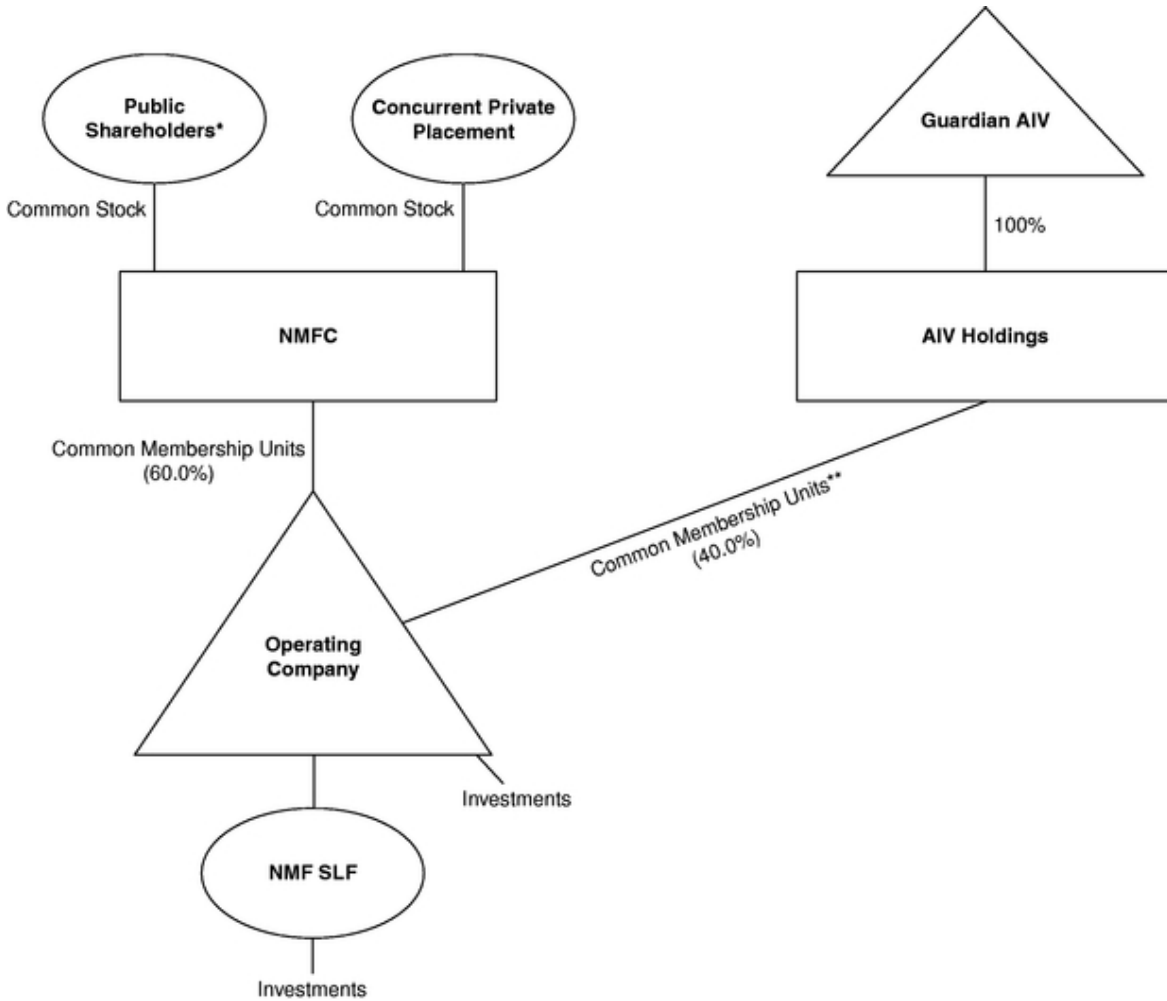 Public
Shareholders*
Concurrent Private
Placement
Guardian AIV
Common Stock
Common Stock
100%
NMFC
AIV Holdings
Common Membership Units
(60.0%)
Common Membership Units**
(40.0%)
Operating
Company
Investments
NMF SLF
Investments